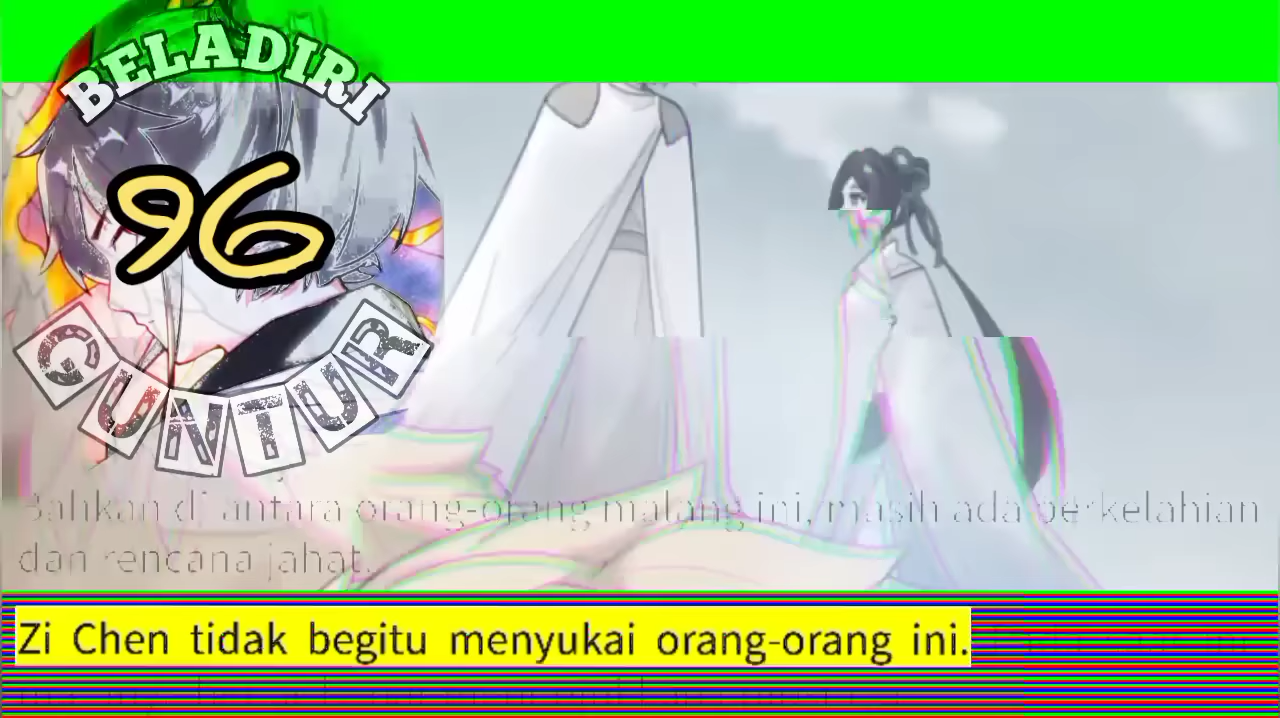 BELADIRI
96
GUNTUR
Bahkan di antara orang-orang malang ini, masih ada perkelahian
dan rencana jahat.
Zi Chen tidak begitu menyukai orang-orang ini.